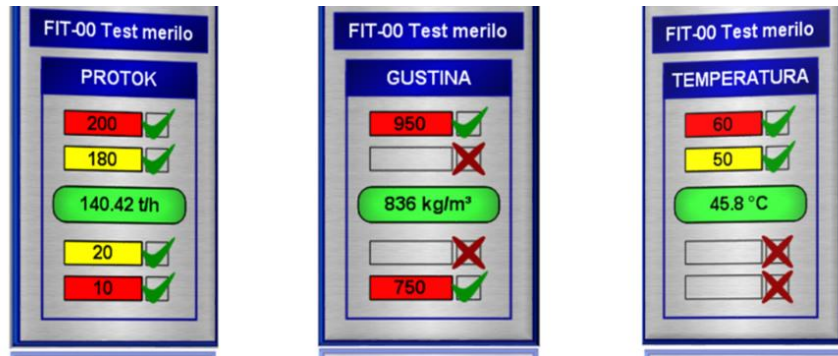 FIT-00 Test merilo
PROTOK
200
180
140.42 t/h
20
10
FIT-00 Test merilo
GUSTINA
950
836 kg/m³
750
FIT-00 Test merilo
TEMPERATURA
60
50
45.8 °C